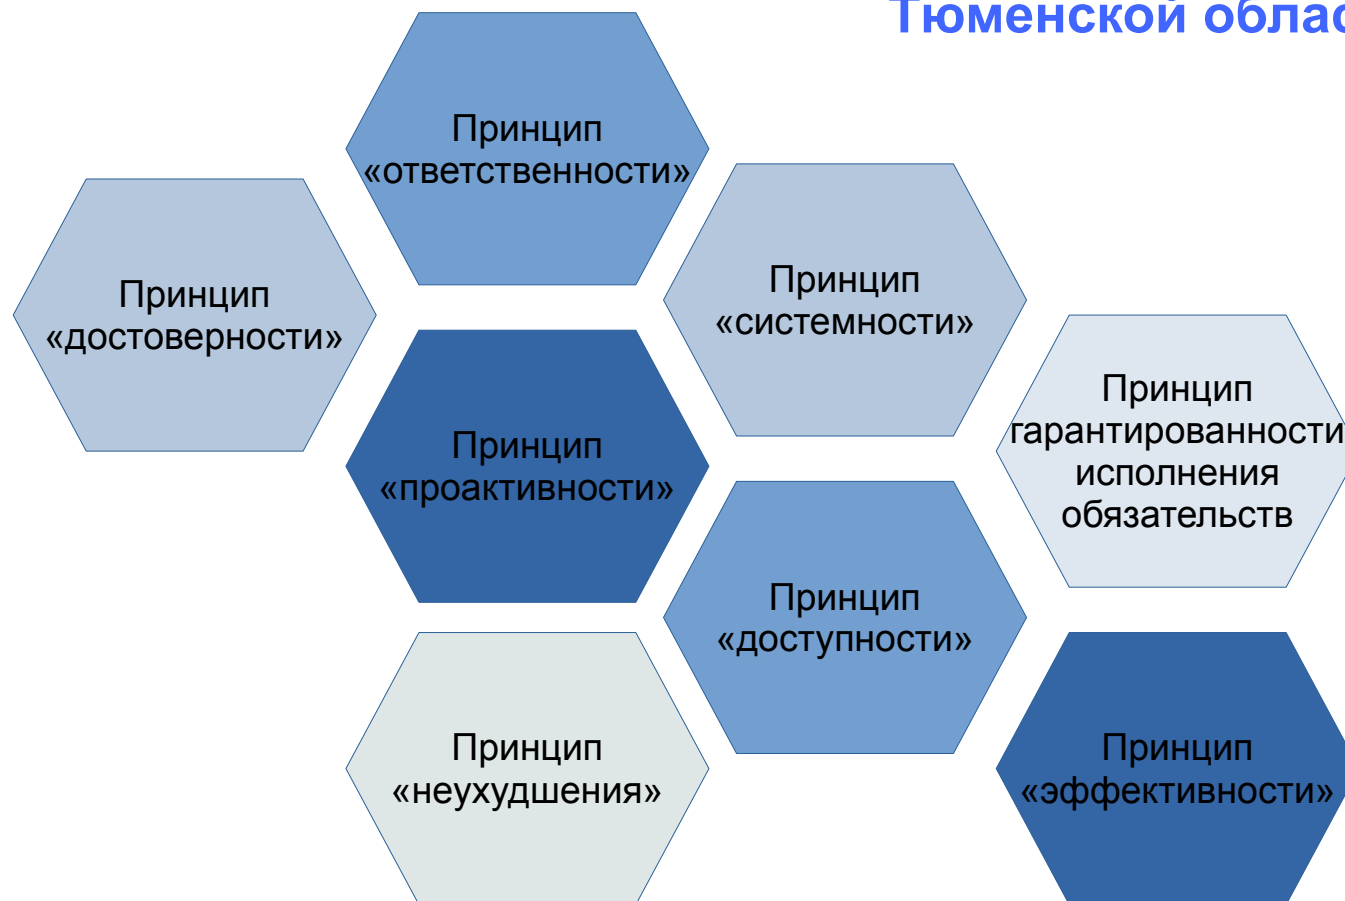 Тюменской облас
Принцип
«ответственности»
Принцип
«достоверности»
Принцип
«системности»
Принцип
гарантированности
исполнения
обязательств
Принцип
«проактивности»
Принцип
«доступности»
Принцип
«неухудшения»
Принцип
«эффективности»